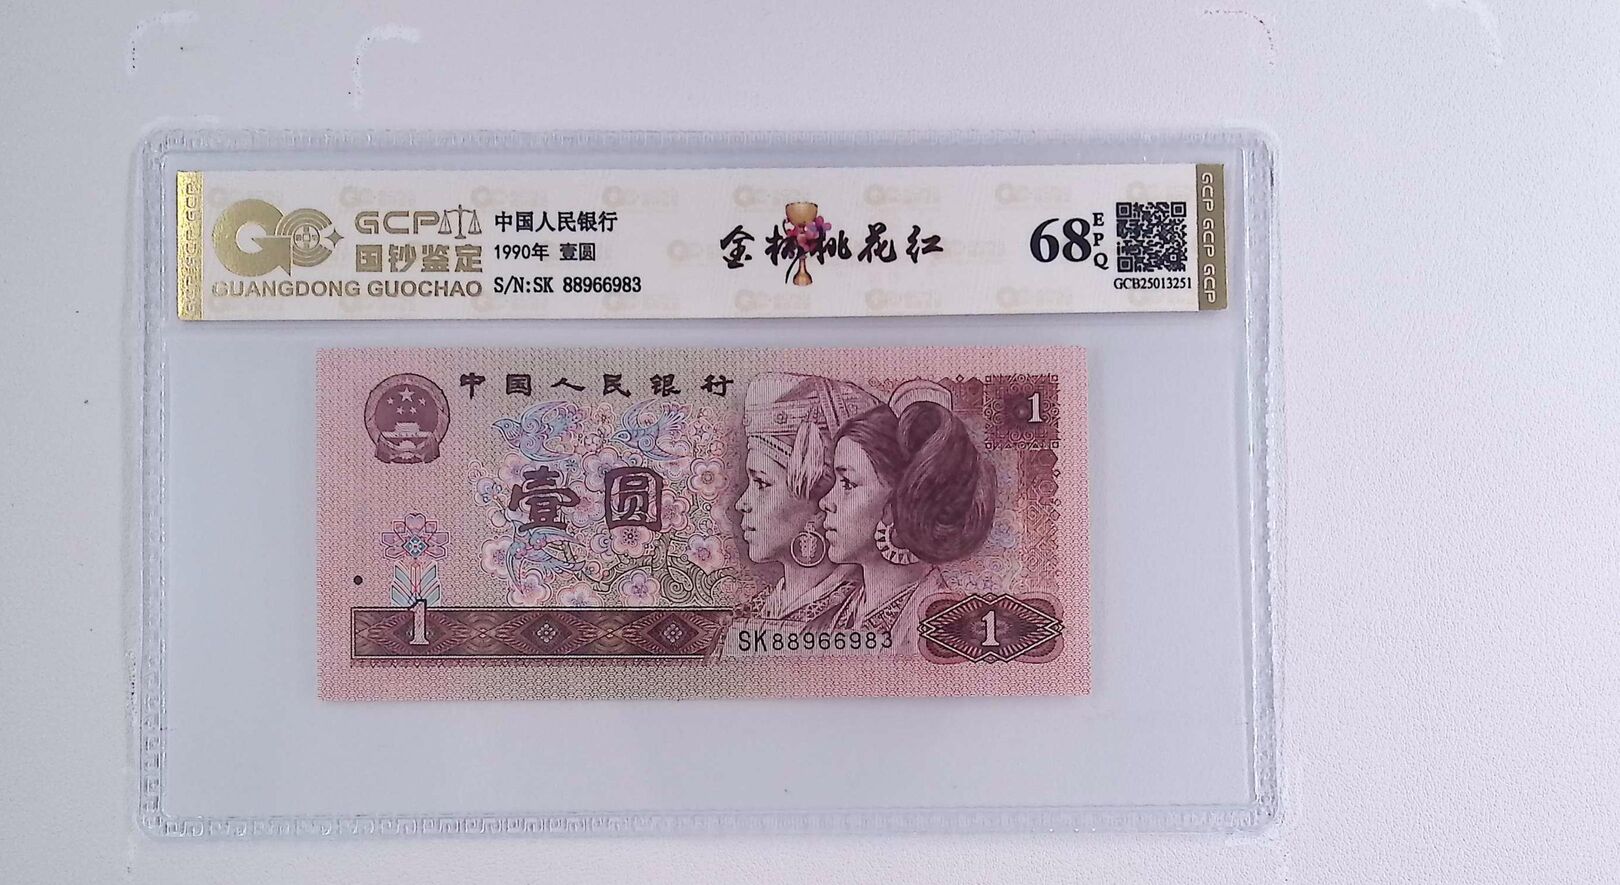 GCP
国钞鉴定
GUANGDONG GUOCHAO
中国人民银行
1990年 壹圆
S/N:SK 88966983
金杯桃花红
68 EPQ
GCB25013251
GCP GCP GCP
中国人民银行
1
壹圆
1
SK88966983
1